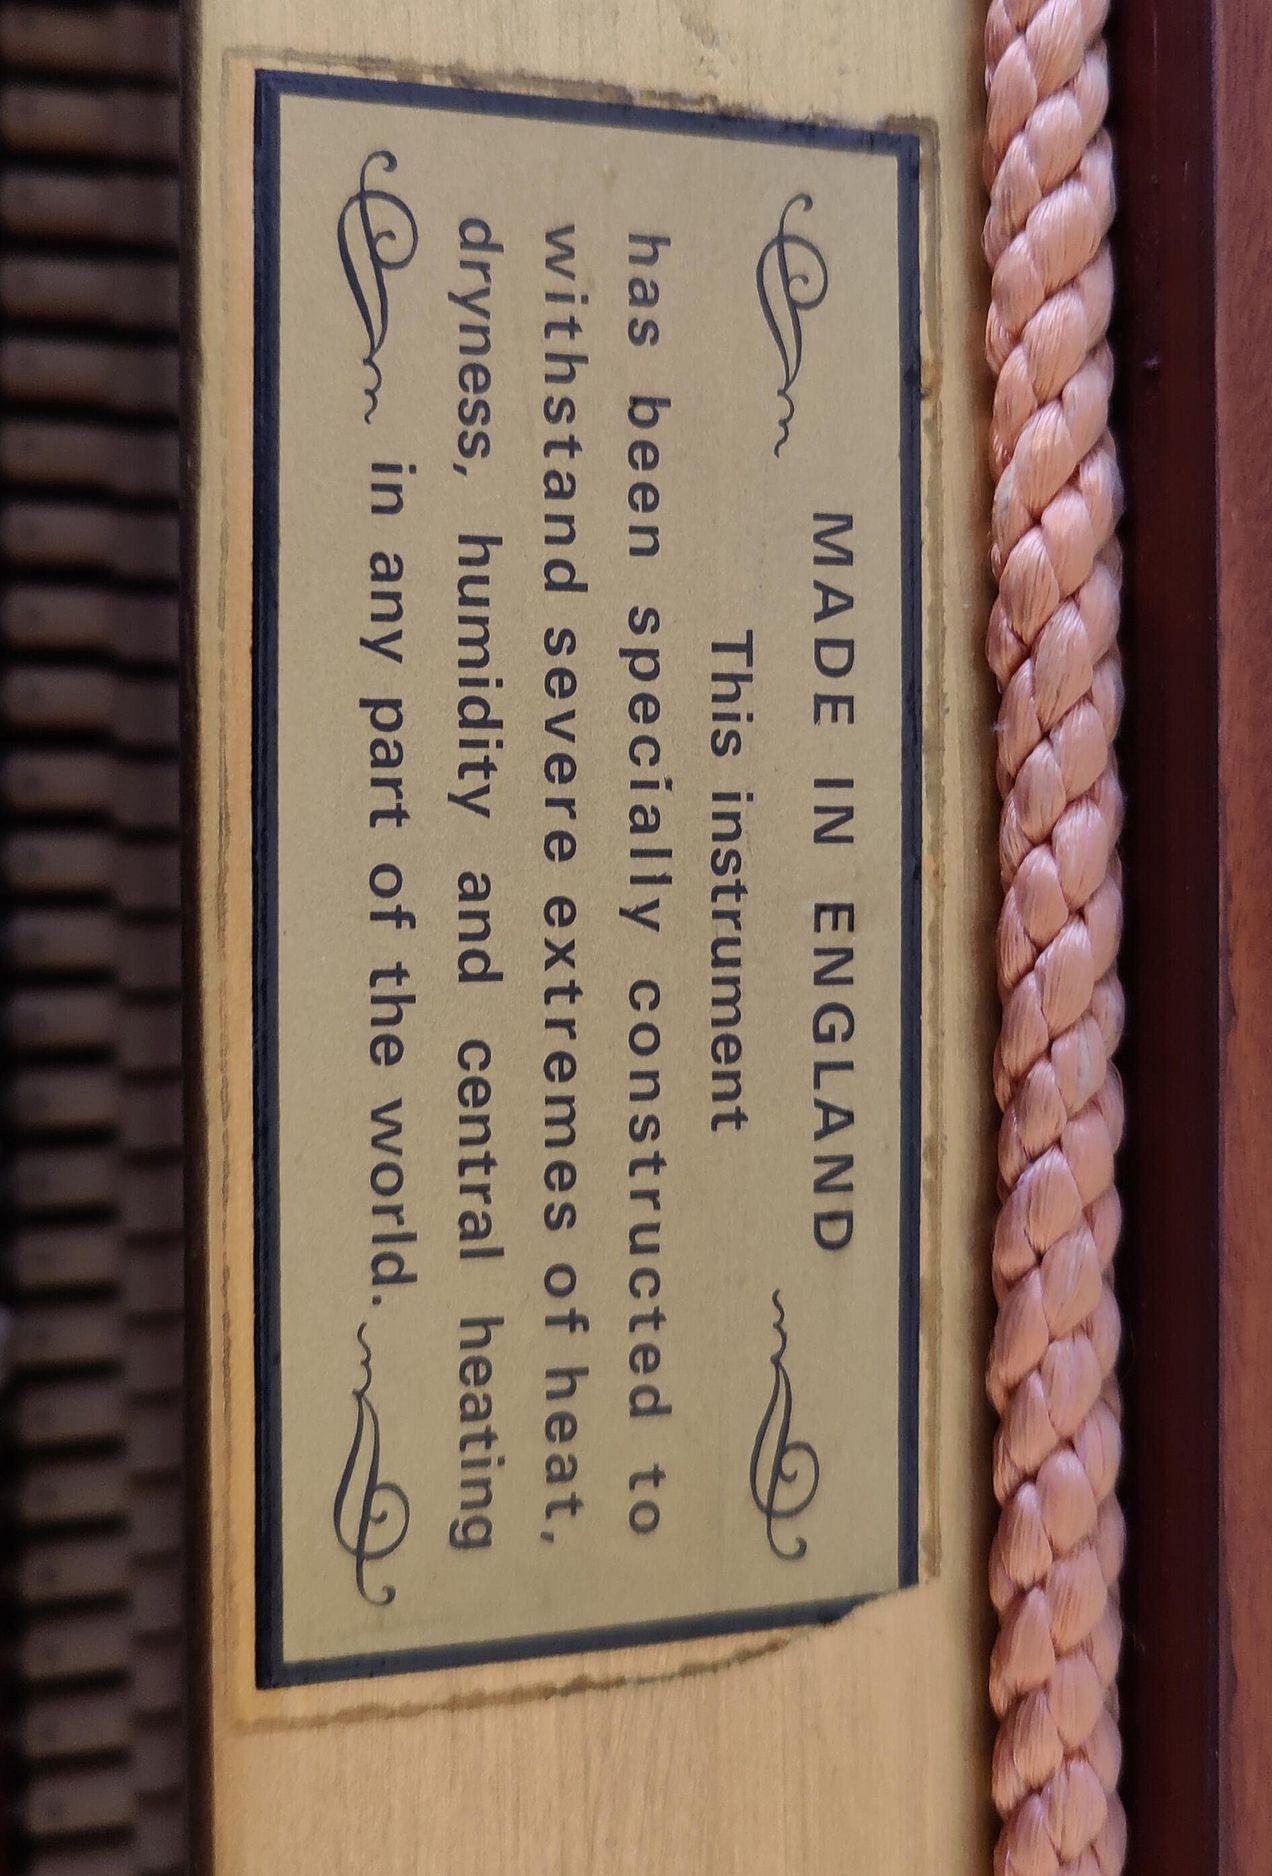 MADE IN ENGLAND
This instrument
has been specially constructed to
withstand severe extremes of heat,
dryness, humidity and central heating
in any part of the world.